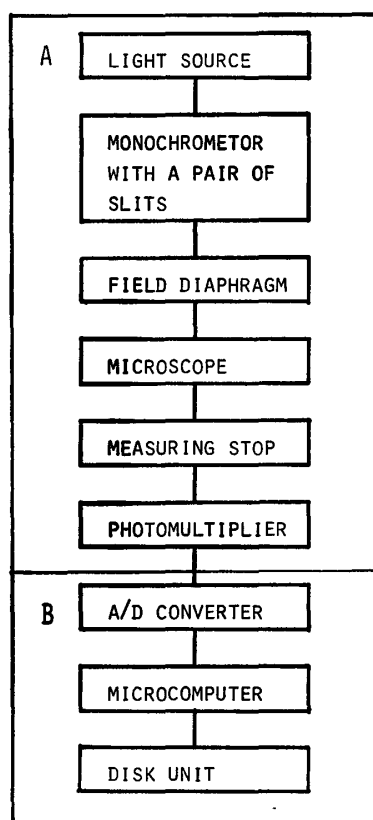 A
LIGHT SOURCE
MONOCHROMETOR
WITH A PAIR OF
SLITS
FIELD DIAPHRAGM
MICROSCOPE
MEASURING STOP
PHOTOMULTIPLIER
B
A/D CONVERTER
MICROCOMPUTER
DISK UNIT